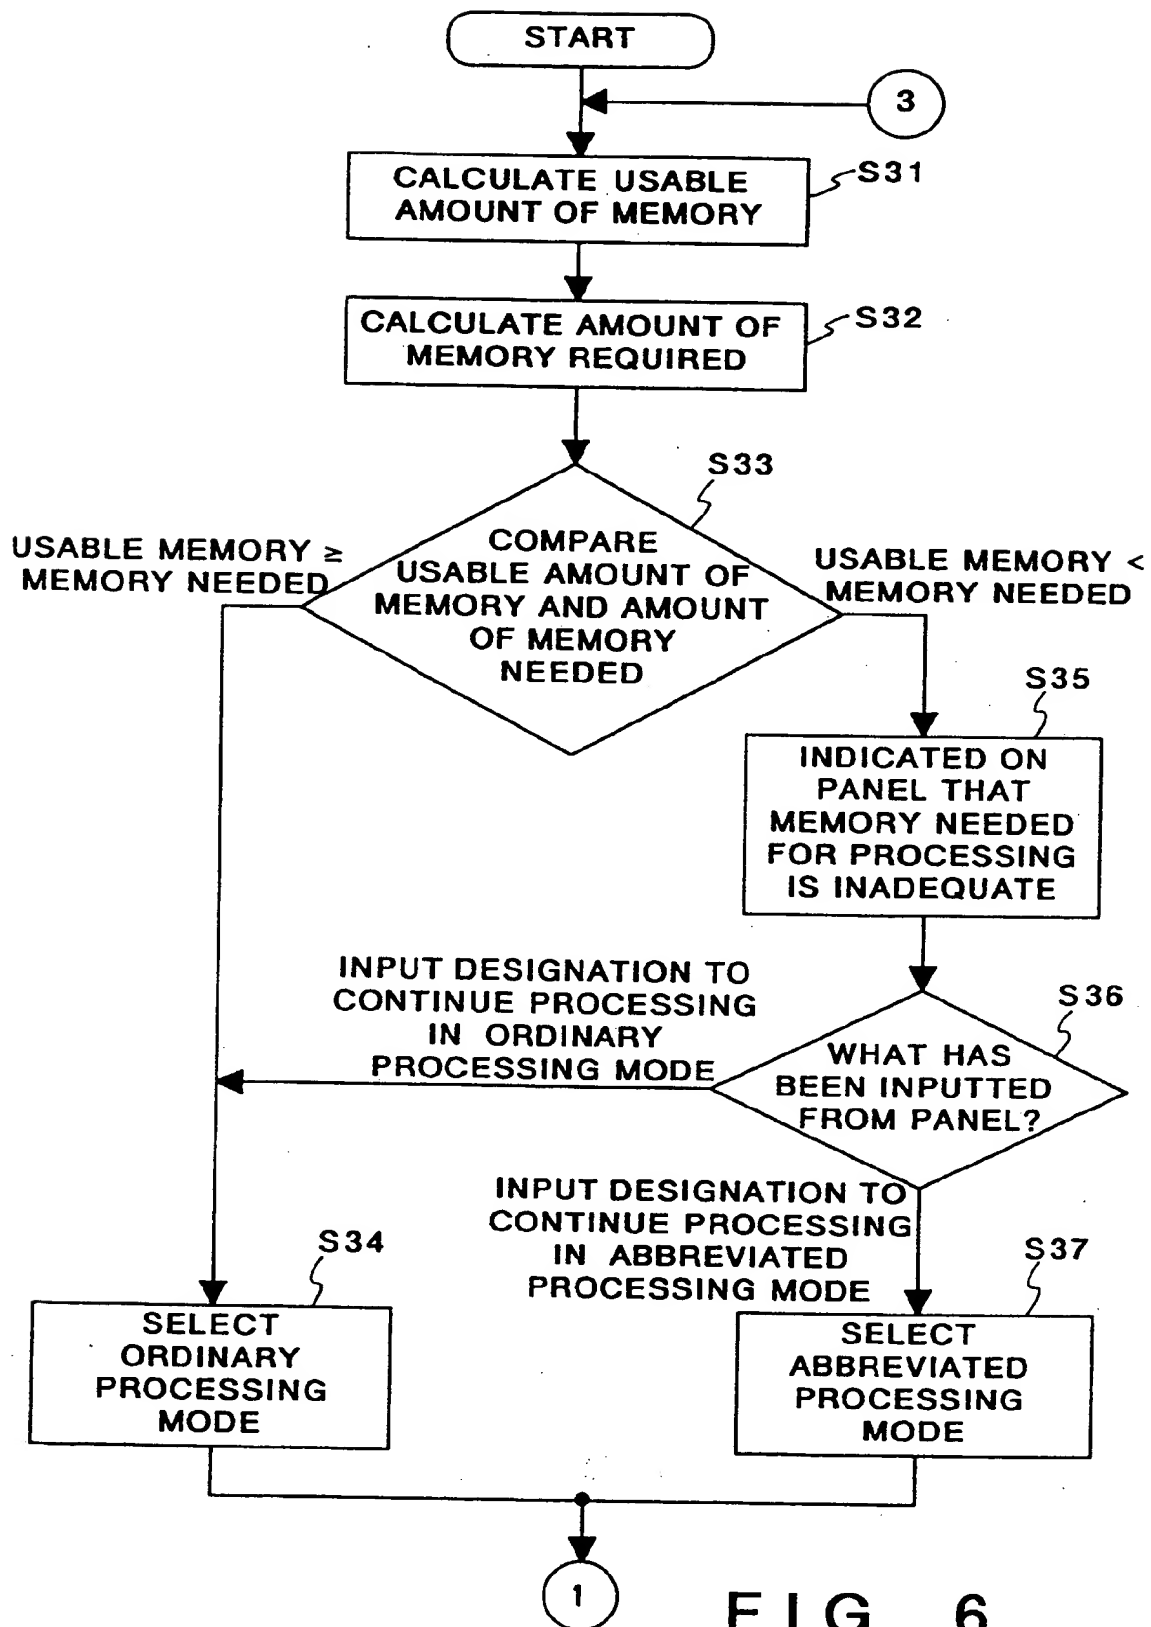 START
3
CALCULATE USABLE
AMOUNT OF MEMORY
S31
CALCULATE AMOUNT OF
MEMORY REQUIRED
S32
S33
COMPARE
USABLE AMOUNT OF
MEMORY AND AMOUNT
OF MEMORY
NEEDED
USABLE MEMORY ≥
MEMORY NEEDED
USABLE MEMORY <
MEMORY NEEDED
S35
INDICATED ON
PANEL THAT
MEMORY NEEDED
FOR PROCESSING
IS INADEQUATE
INPUT DESIGNATION TO
CONTINUE PROCESSING
IN ORDINARY
PROCESSING MODE
S36
WHAT HAS
BEEN INPUTTED
FROM PANEL?
INPUT DESIGNATION TO
CONTINUE PROCESSING
IN ABBREVIATED
PROCESSING MODE
S34
SELECT
ORDINARY
PROCESSING
MODE
S37
SELECT
ABBREVIATED
PROCESSING
MODE
1
FIG 6